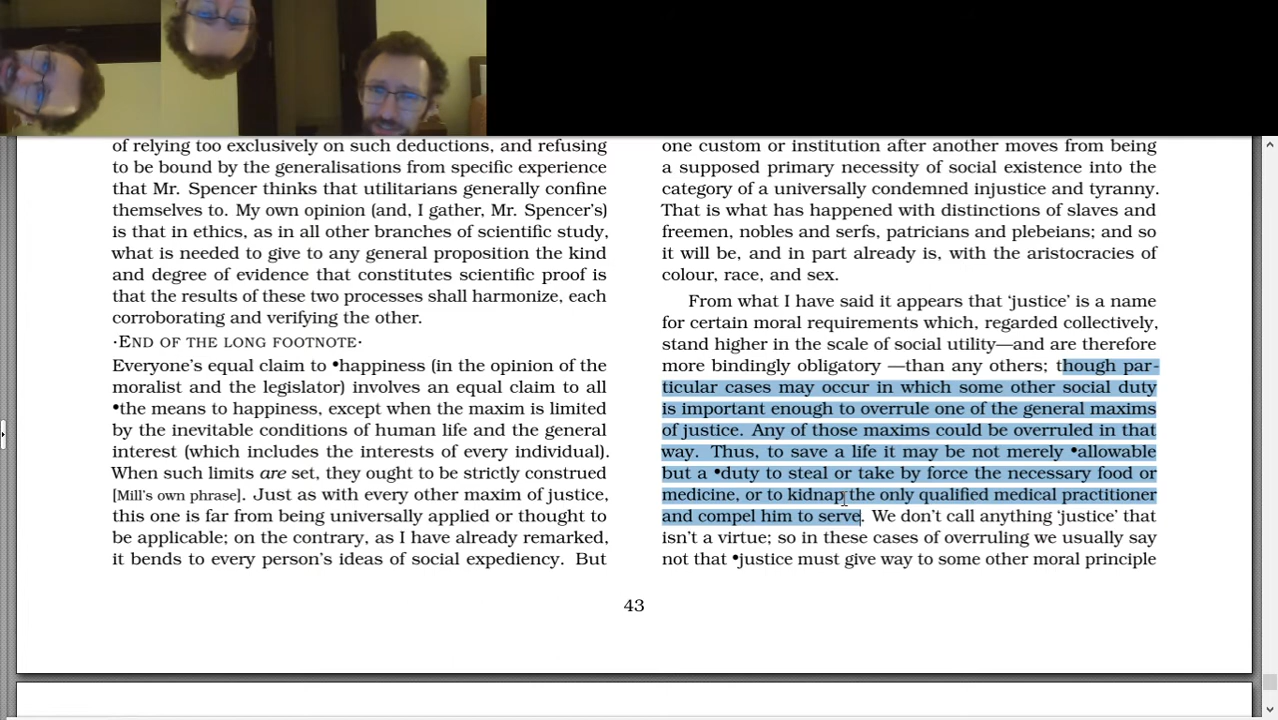 of relying too exclusively on such deductions, and refusing
to be bound by the generalisations from specific experience
that Mr. Spencer thinks that utilitarians generally confine
themselves to. My own opinion (and, I gather, Mr. Spencer's)
is that in ethics, as in all other branches of scientific study,
what is needed to give to any general proposition the kind
and degree of evidence that constitutes scientific proof is
that the results of these two processes shall harmonize, each
corroborating and verifying the other.
·END OF THE LONG FOOTNOTE·
Everyone's equal claim to •happiness (in the opinion of the
moralist and the legislator) involves an equal claim to all
•the means to happiness, except when the maxim is limited
by the inevitable conditions of human life and the general
interest (which includes the interests of every individual).
When such limits are set, they ought to be strictly construed
[Mill's own phrase]. Just as with every other maxim of justice,
this one is far from being universally applied or thought to
be applicable; on the contrary, as I have already remarked,
it bends to every person's ideas of social expediency. But
one custom or institution after another moves from being
a supposed primary necessity of social existence into the
category of a universally condemned injustice and tyranny.
That is what has happened with distinctions of slaves and
freemen, nobles and serfs, patricians and plebeians; and so
it will be, and in part already is, with the aristocracies of
colour, race, and sex.
From what I have said it appears that 'justice' is a name
for certain moral requirements which, regarded collectively,
stand higher in the scale of social utility—and are therefore
more bindingly obligatory —than any others; though par-
ticular cases may occur in which some other social duty
is important enough to overrule one of the general maxims
of justice. Any of those maxims could be overruled in that
way. Thus, to save a life it may be not merely •allowable
but a •duty to steal or take by force the necessary food or
medicine, or to kidnap the only qualified medical practitioner
and compel him to serve. We don't call anything 'justice' that
isn't a virtue; so in these cases of overruling we usually say
not that •justice must give way to some other moral principle
43